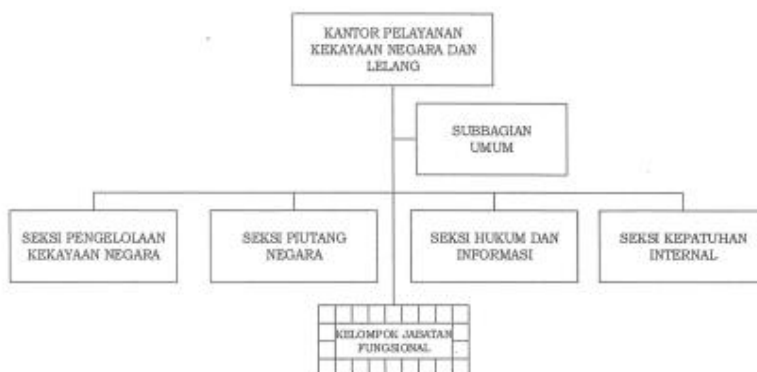 KANTOR PELAYANAN
KEKAYAAN NEGARA DAN
LELANG
SUBBAGIAN
UMUM
SEKSI PENGELOLAAN
KEKAYAAN NEGARA
SEKSI PIUTANG
NEGARA
SEKSI HUKUM DAN
INFORMASI
SEKSI KEPATUHAN
INTERNAL
KELOMPOK JABATAN
FUNGSIONAL